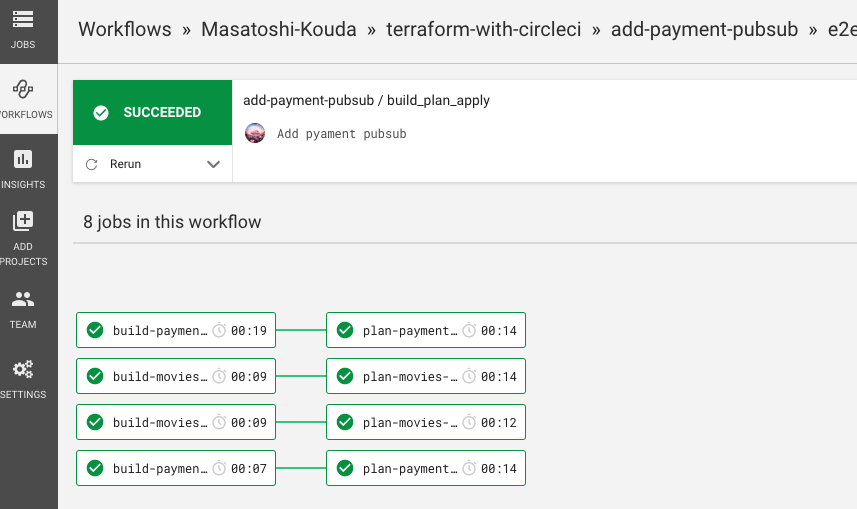 JOBS
WORKFLOWS
INSIGHTS
ADD
PROJECTS
TEAM
SETTINGS
Workflows » Masatoshi-Kouda » terraform-with-circleci » add-payment-pubsub » e2e
SUCCEEDED
Rerun
add-payment-pubsub / build_plan_apply
Add pyament pubsub
8 jobs in this workflow
build-paymen… 00:19
plan-payment… 00:14
build-movies… 00:09
plan-movies-… 00:14
build-movies… 00:09
plan-movies-… 00:12
build-paymen… 00:07
plan-payment… 00:14